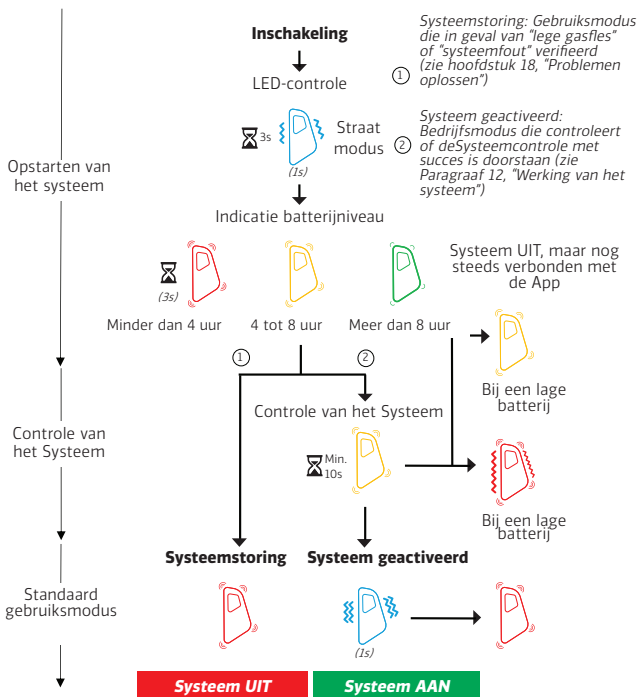 Inschakeling
LED-controle
3s
Straat
modus
(1s)
Indicatie batterijniveau
(3s)
Minder dan 4 uur
4 tot 8 uur
Meer dan 8 uur
1
Systeemstoring: Gebruiksmodus
die in geval van "lege gasfles"
of "systeemfout" verifieerd
(zie hoofdstuk 18, "Problemen
oplossen")
2
Systeem geactiveerd:
Bedrijfsmodus die controleert
of deSysteemcontrole met
succes is doorstaan (zie
Paragraaf 12, "Werking van het
systeem")
Opstarten van
het systeem
Systeem UIT, maar nog
steeds verbonden met
de App
Bij een lage
batterij
1
2
Controle van het Systeem
Min.
10s
Controle van
het Systeem
Bij een lage
batterij
Systeemstoring
Systeem geactiveerd
Standaard
gebruiksmodus
(1s)
Systeem UIT
Systeem AAN